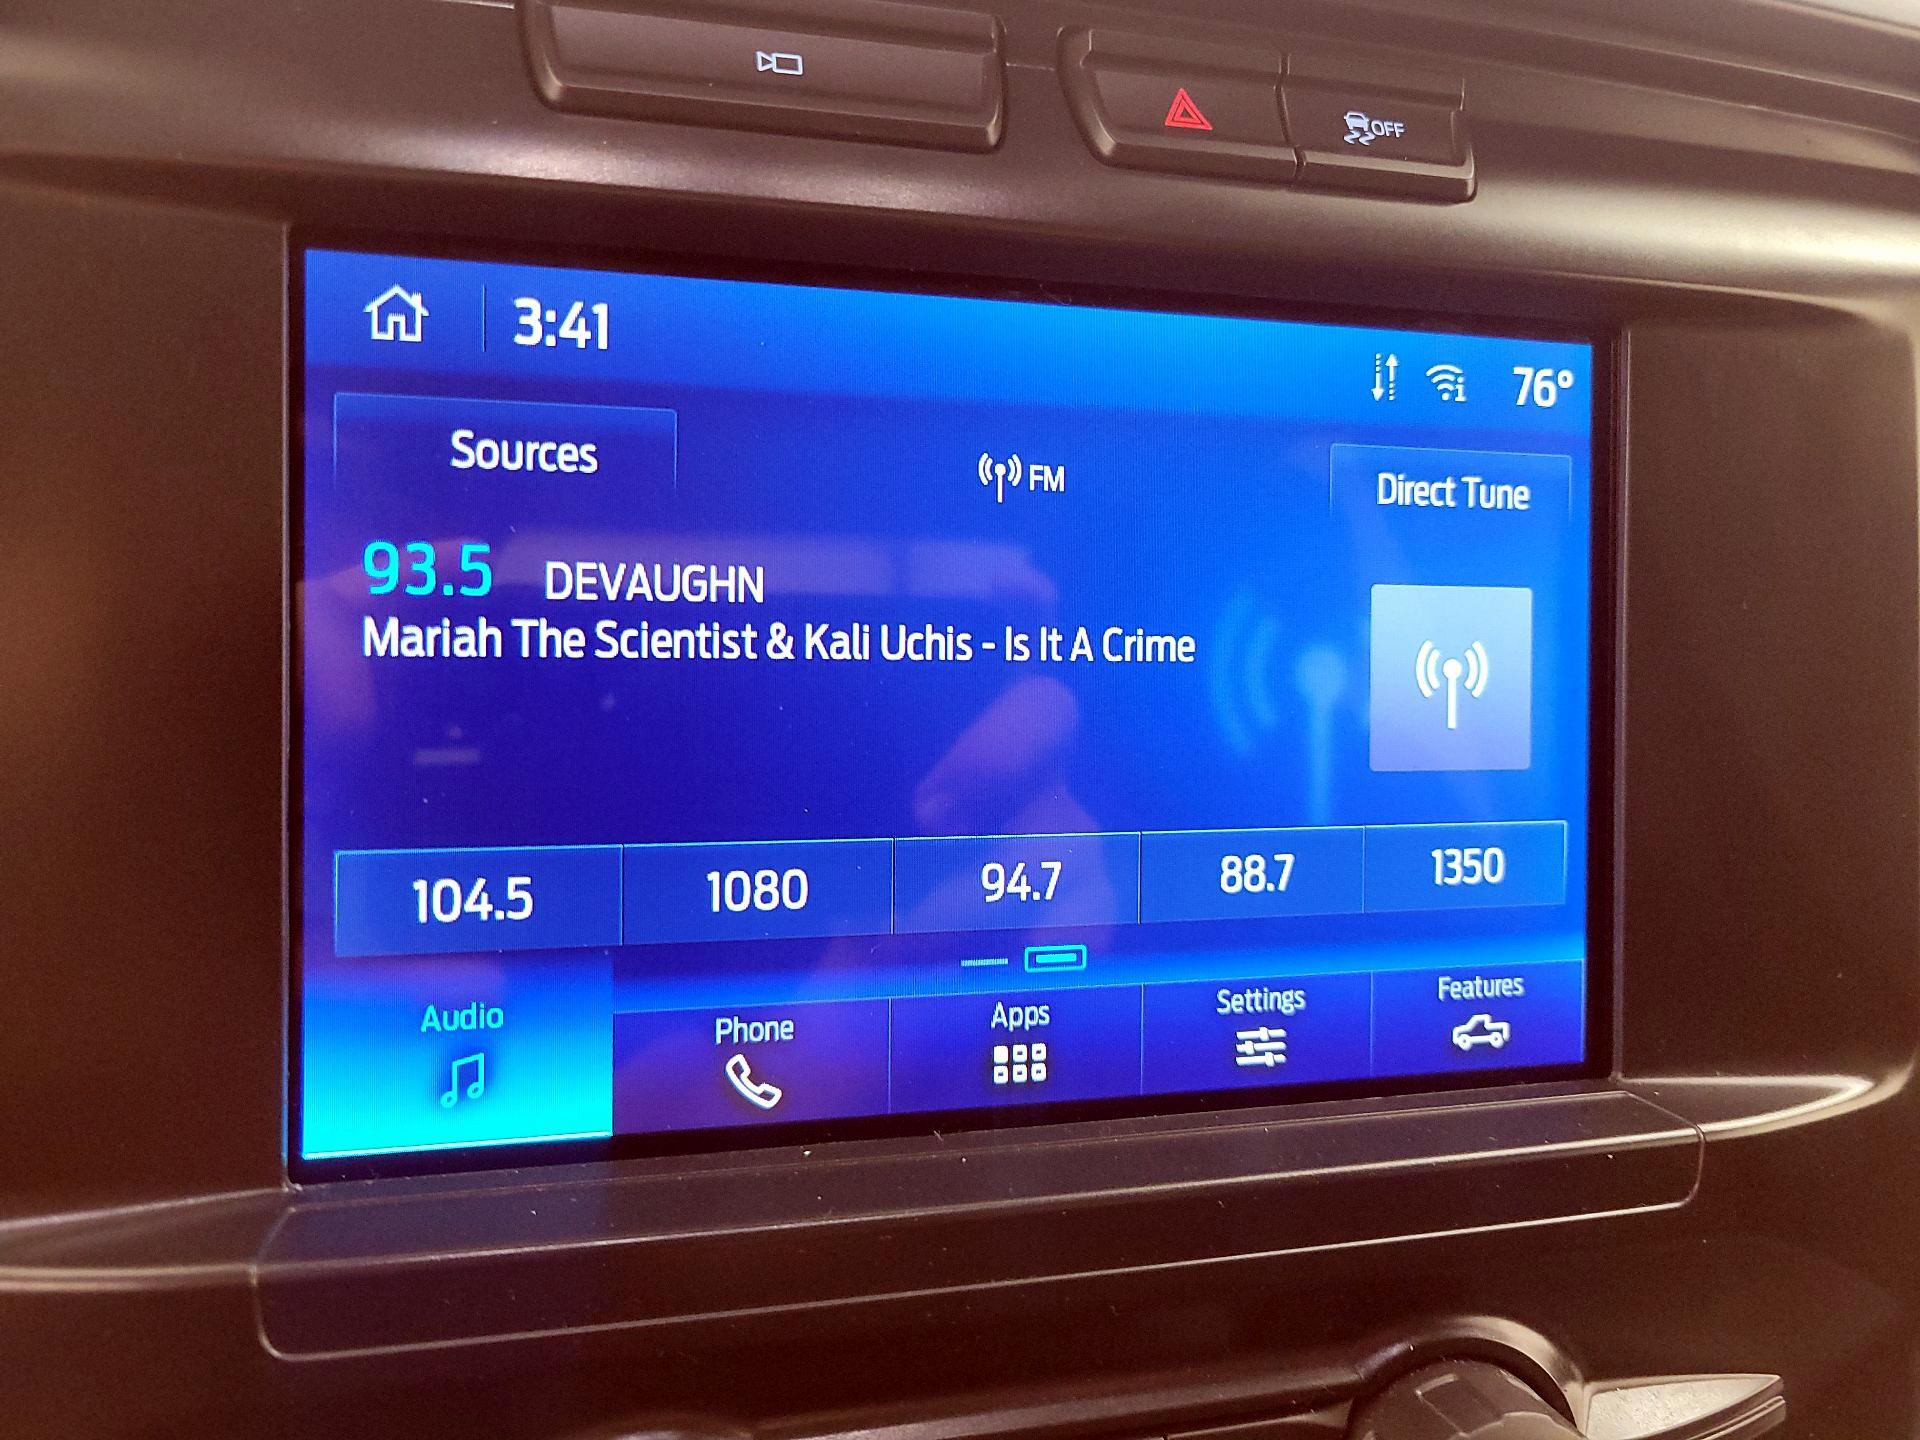 OFF
3:41
76°
Sources
FM
Direct Tune
93.5 DEVAUGHN
Mariah The Scientist & Kali Uchis - Is It A Crime
104.5 1080 94.7 88.7 1350
Audio Phone Apps Settings Features